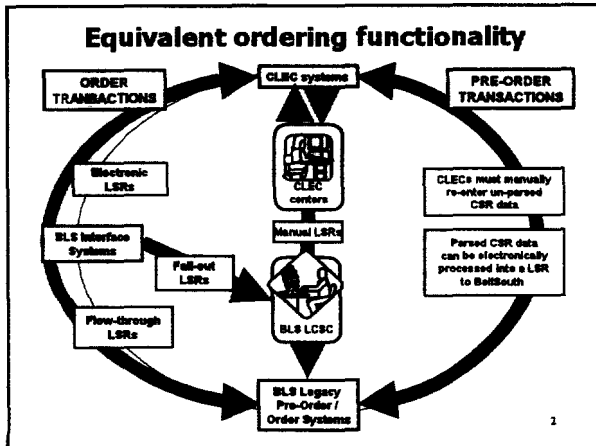 Equivalent ordering functionality
ORDER
TRANSACTIONS
CLEC systems
PRE-ORDER
TRANSACTIONS
CLEC
centers
Electronic
LSRs
CLECs must manually
re-enter un-parsed
CSR data
Manual LSRs
BLS Interface
Systems
Parsed CSR data
can be electronically
processed into a LSR
to BellSouth
Fall-out
LSRs
Flow-through
LSRs
BLS LCSC
BLS Legacy
Pre-Order /
Order Systems
2